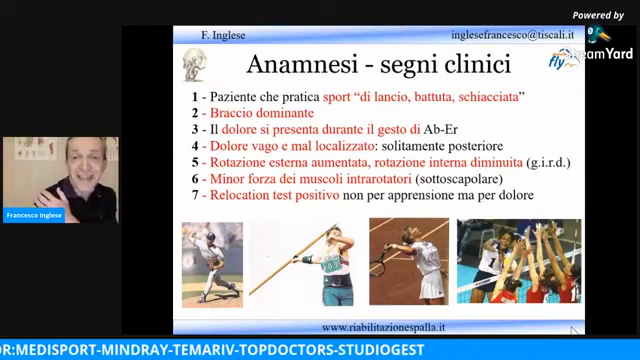 Powered by
StreamYard
F. Inglese
inglesefrancesco@tiscali.it
fly
Anamnesi - segni clinici
1 - Paziente che pratica sport “di lancio, battuta, schiacciata”
2 - Braccio dominante
3 - Il dolore si presenta durante il gesto di Ab-Er
4 - Dolore vago e mal localizzato: solitamente posteriore
5 - Rotazione esterna aumentata, rotazione interna diminuita (g.i.r.d.)
6 - Minor forza dei muscoli intrarotatori (sottoscapolare)
7 - Relocation test positivo non per apprensione ma per dolore
Francesco Inglese
www.riabilitazionespalla.it
OR:MEDISPORT-MINDRAY-TEMARIV-TOPDOCTORS-STUDIOGEST